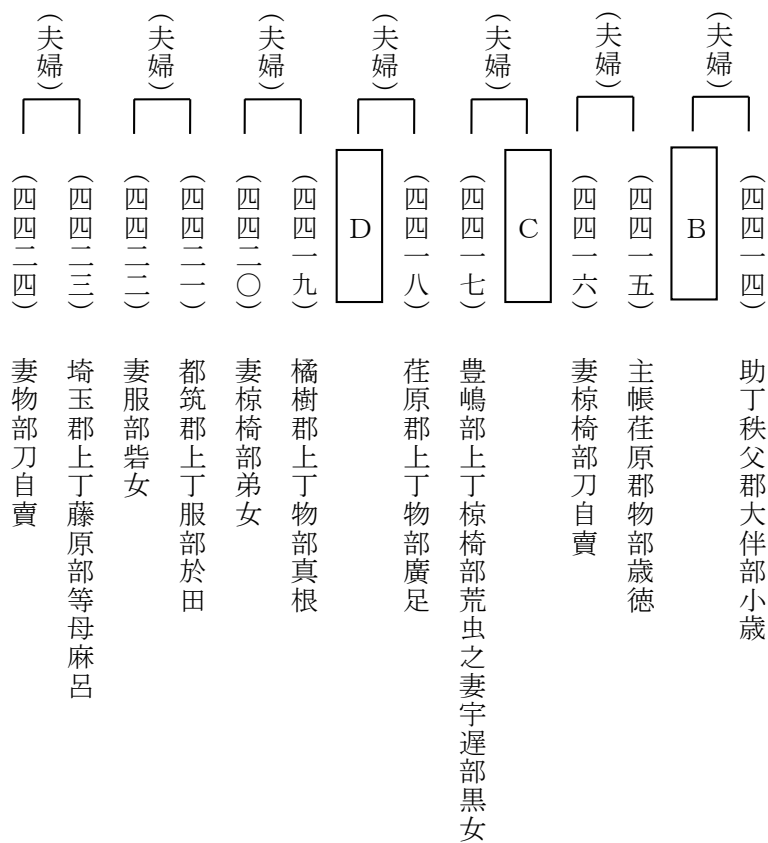 (夫婦)
(四四一四) 助丁秩父郡大伴部小歳
B
(夫婦)
(四四一五) 主帳荏原郡物部歳徳
(四四一六) 妻椋椅部刀自賣
(夫婦)
C
(四四一七) 豊嶋部上丁椋椅部荒虫之妻宇遅部黒女
(夫婦)
(四四一八) 荏原郡上丁物部廣足
D
(夫婦)
(四四一九) 橘樹郡上丁物部真根
(四四二〇) 妻椋椅部弟女
(夫婦)
(四四二一) 都筑郡上丁服部於田
(四四二二) 妻服部呰女
(夫婦)
(四四二三) 埼玉郡上丁藤原部等母麻呂
(四四二四) 妻物部刀自賣